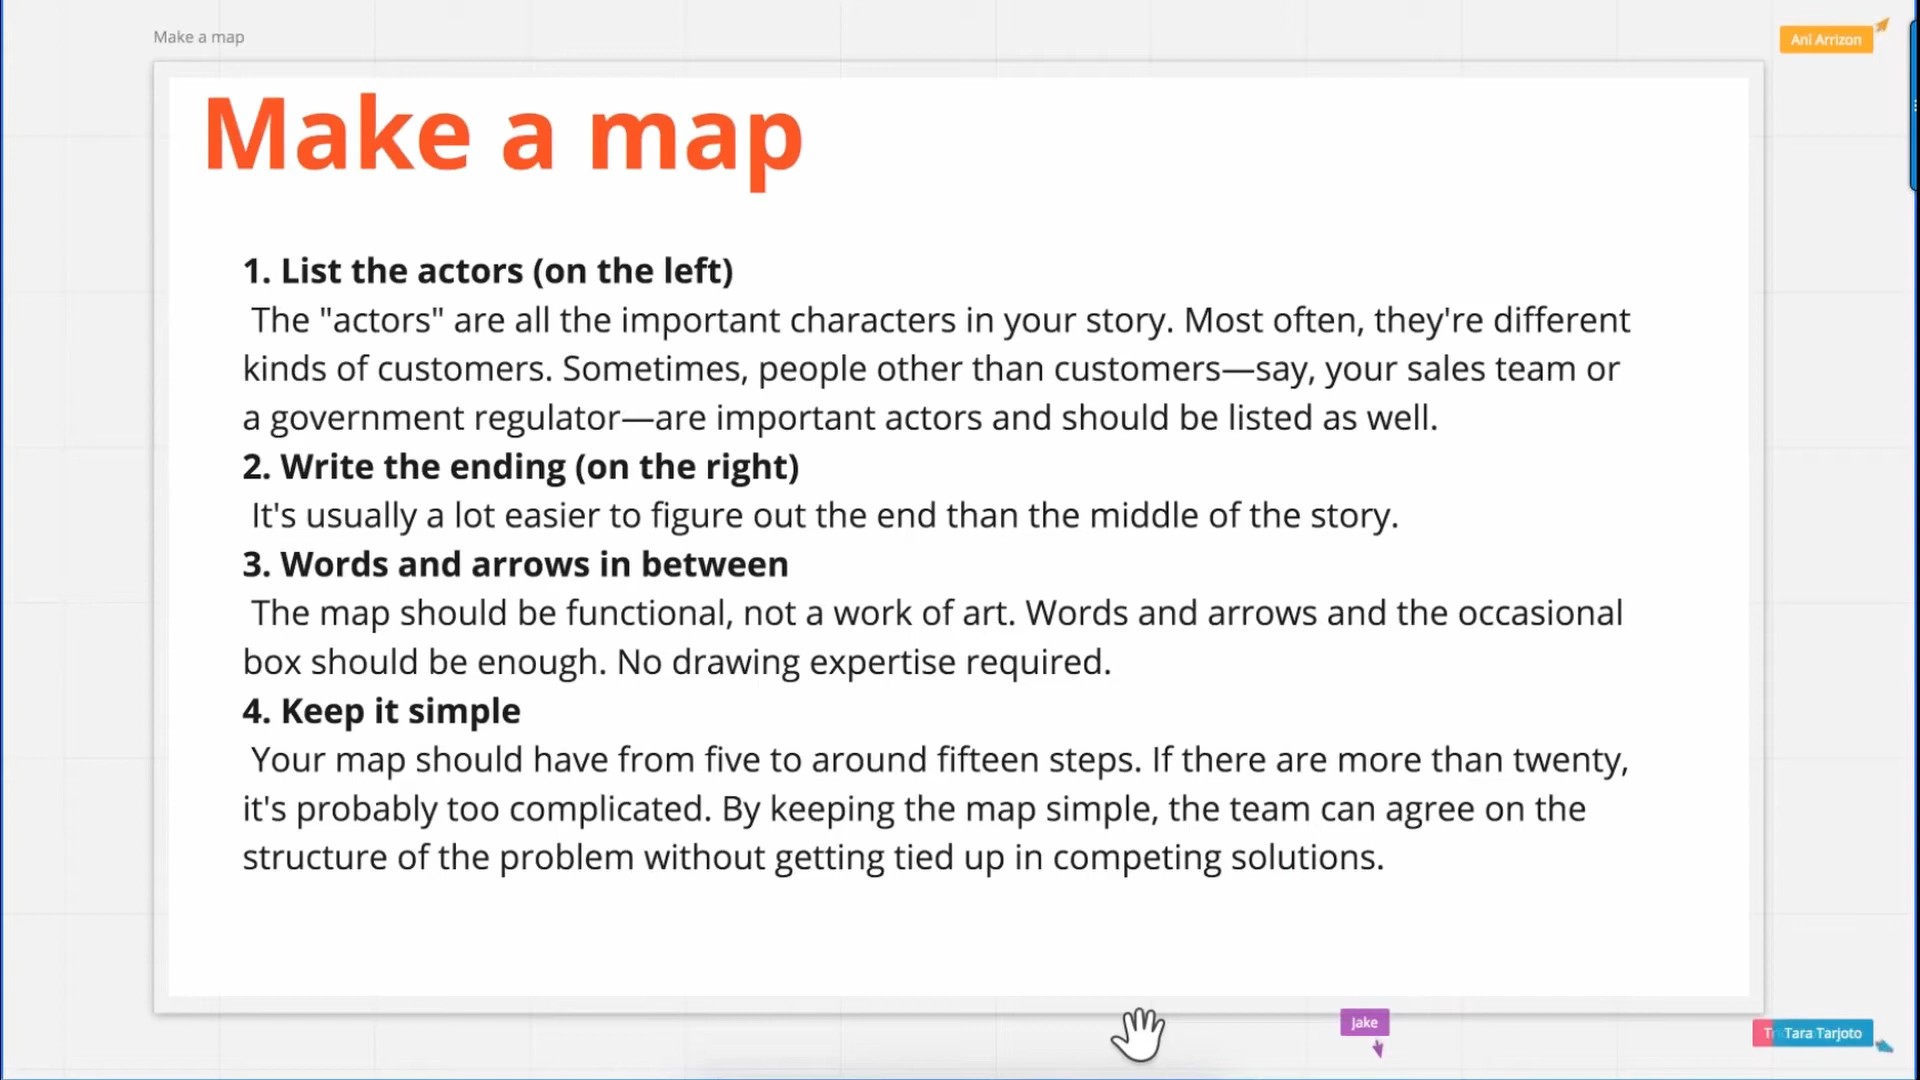 Make a map
Ani Arrizon
Make a map
1. List the actors (on the left)
The "actors" are all the important characters in your story. Most often, they're different
kinds of customers. Sometimes, people other than customers—say, your sales team or
a government regulator—are important actors and should be listed as well.
2. Write the ending (on the right)
It's usually a lot easier to figure out the end than the middle of the story.
3. Words and arrows in between
The map should be functional, not a work of art. Words and arrows and the occasional
box should be enough. No drawing expertise required.
4. Keep it simple
Your map should have from five to around fifteen steps. If there are more than twenty,
it's probably too complicated. By keeping the map simple, the team can agree on the
structure of the problem without getting tied up in competing solutions.
Jake
Tara Tarjoto